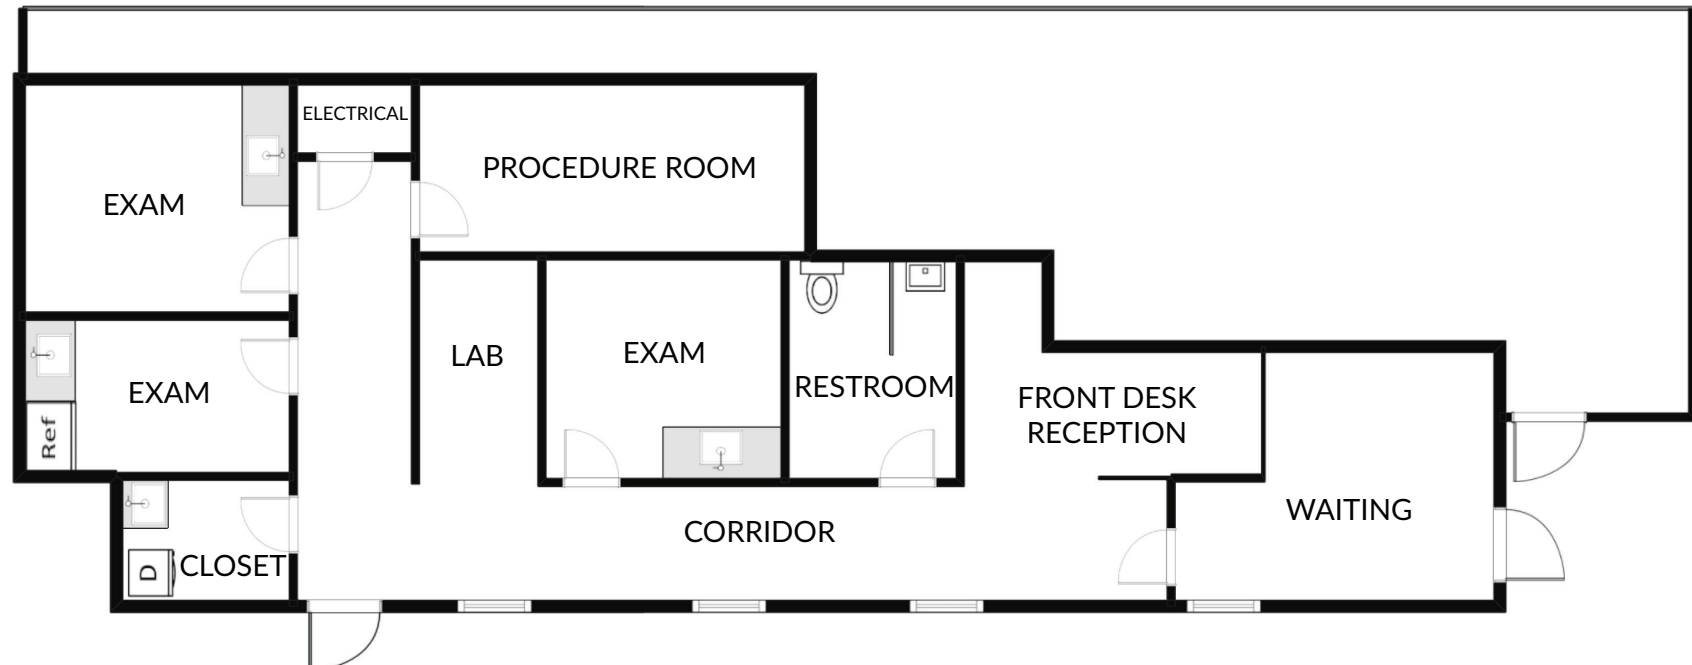 ELECTRICAL
PROCEDURE ROOM
EXAM
LAB
EXAM
RESTROOM
FRONT DESK
RECEPTION
EXAM
Ref
WAITING
CORRIDOR
CLOSET
D